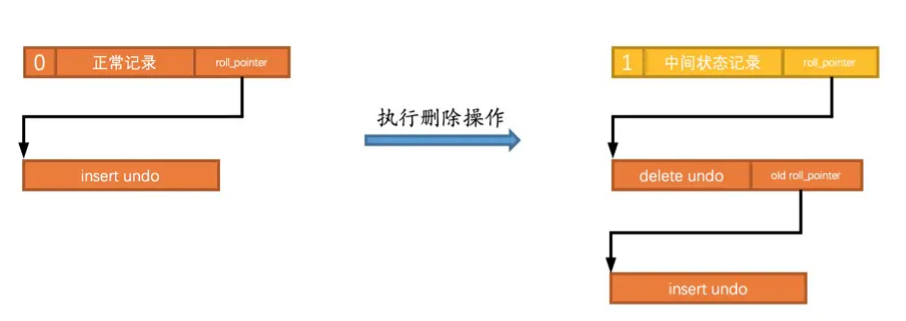 0 正常记录 roll_pointer
insert undo
执行删除操作
1 中间状态记录 roll_pointer
delete undo old roll_pointer
insert undo